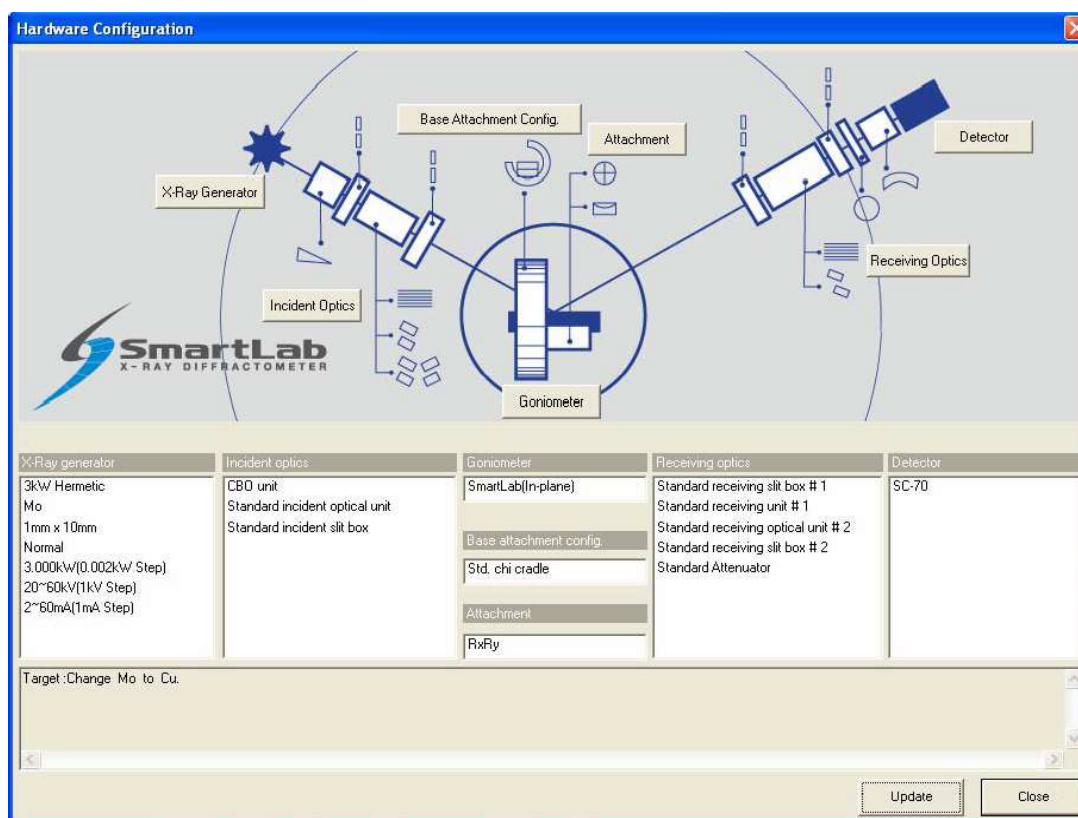 Hardware Configuration
Base Attachment Config.
Attachment
Detector
X-Ray Generator
Receiving Optics
Incident Optics
SmartLab
X-RAY DIFFRACTOMETER
Goniometer
X-Ray generator
3kW Hermetic
Mo
1mm x 10mm
Normal
3.000kW(0.002kW Step)
20~60kV(1kV Step)
2~60mA(1mA Step)
Incident optics
CBO unit
Standard incident optical unit
Standard incident slit box
Goniometer
SmartLab(In-plane)
Base attachment config.
Std. chi cradle
Attachment
RxRy
Receiving optics
Standard receiving slit box # 1
Standard receiving unit # 1
Standard receiving optical unit # 2
Standard receiving slit box # 2
Standard Attenuator
Detector
SC-70
Target :Change Mo to Cu.
Update
Close